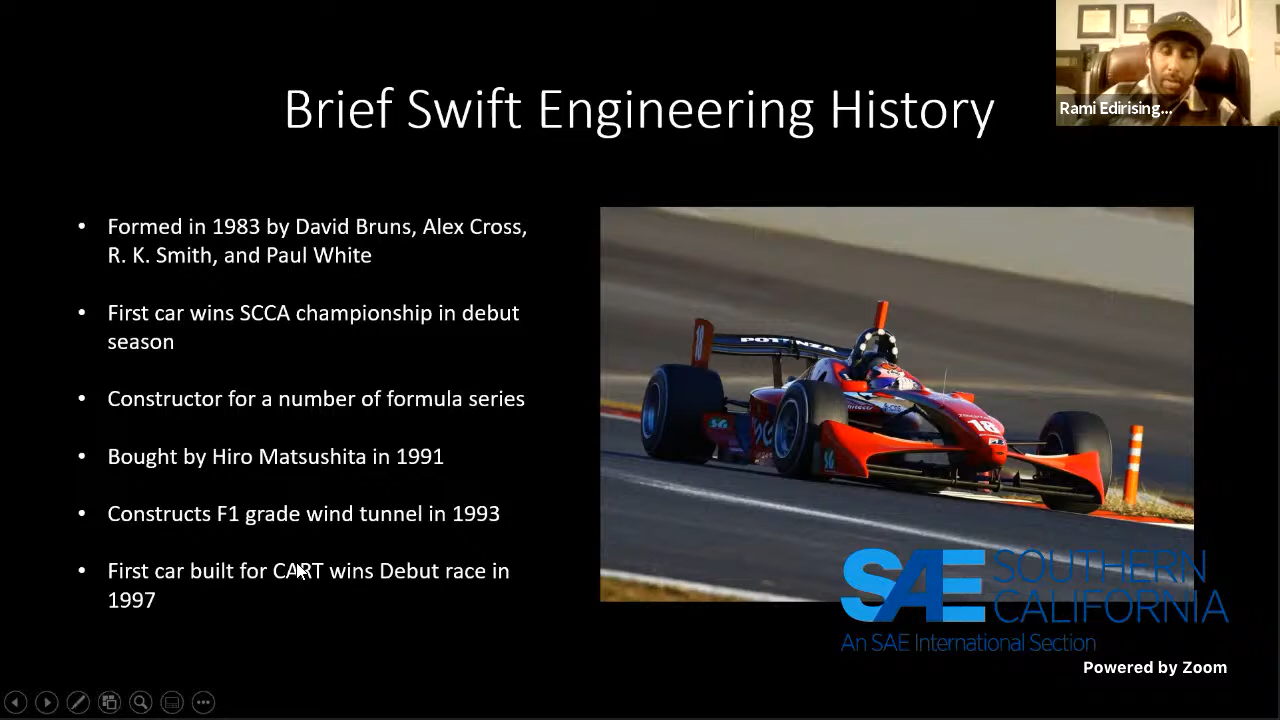 Brief Swift Engineering History
Rami Edirising...
Formed in 1983 by David Bruns, Alex Cross,
R. K. Smith, and Paul White
First car wins SCCA championship in debut
season
Constructor for a number of formula series
Bought by Hiro Matsushita in 1991
Constructs F1 grade wind tunnel in 1993
First car built for CART wins Debut race in
1997
POTENZA
18
SAE SOUTHERN
CALIFORNIA
An SAE International Section
Powered by Zoom